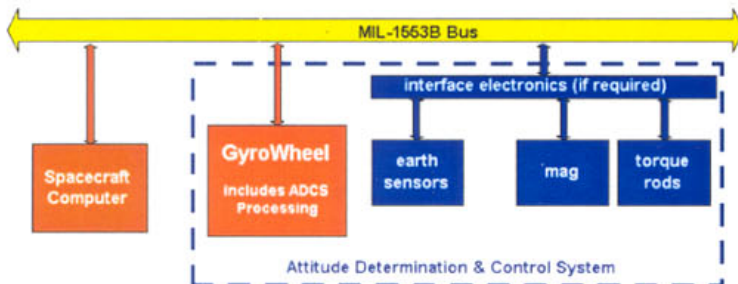 MIL-1553B Bus
interface electronics (if required)
Spacecraft
Computer
GyroWheel
includes ADCS
Processing
earth
sensors
mag
torque
rods
Attitude Determination & Control System